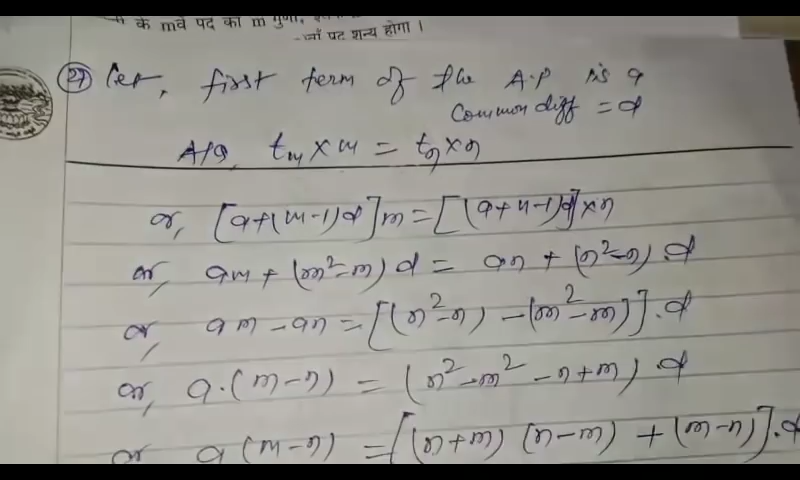 के mवें पद का m गुणा,
वाँ पद शून्य होगा ।
(27) Let, first term of the A.P is a
Common diff = d
A/Q, tm × m = tn × n
or, [a+(m-1)d]m = [(a+n-1)d]×n
or, am + (m²-m)d = an + (n²-n).d
or, am - an = [(n²-n) - (m²-m)].d
or, a.(m-n) = (n²-m²-n+m).d
or a(m-n) = [(n+m) (n-m) + (m-n)].d